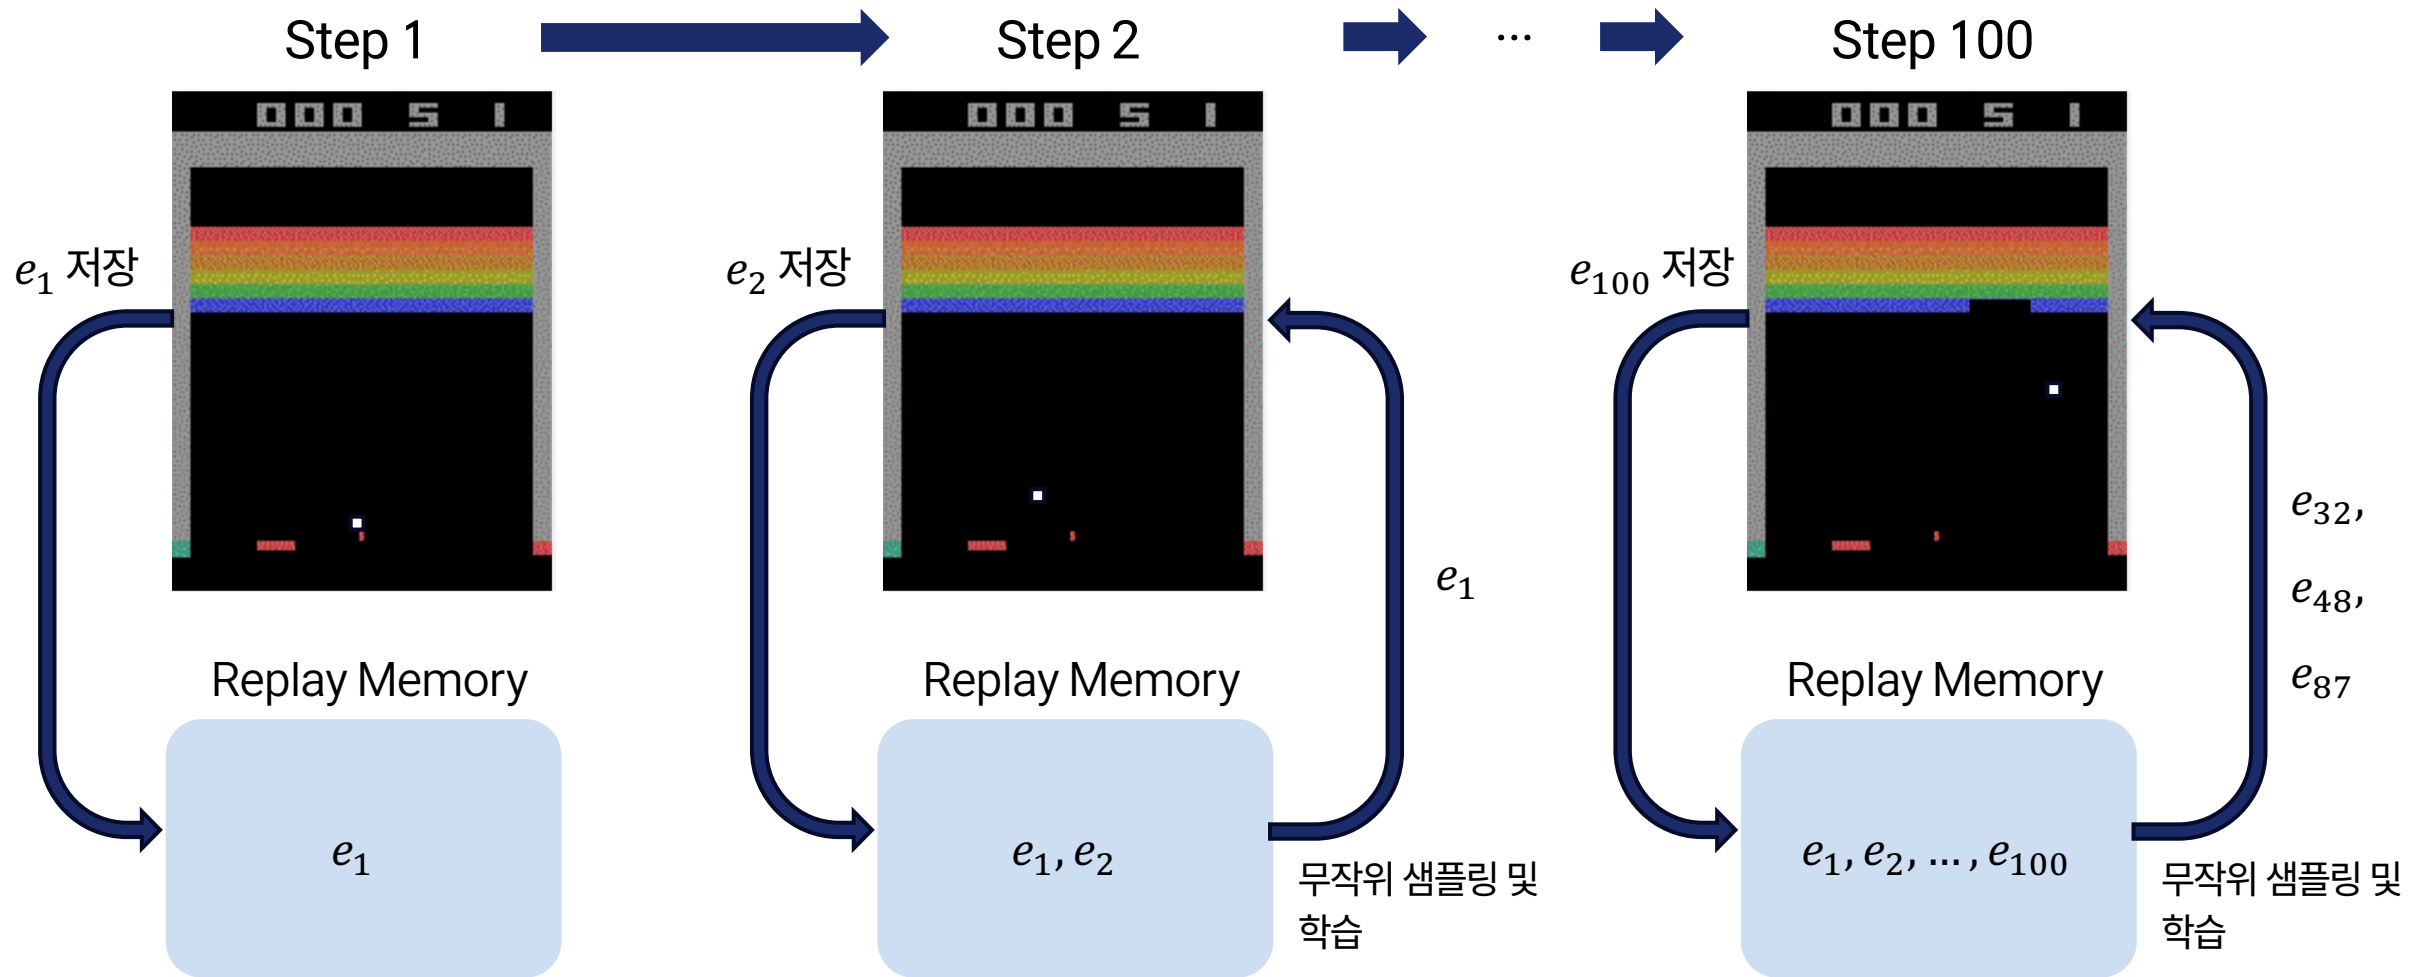 Step 1
Step 2
...
Step 100
000 5 1
000 5 1
000 5 1
e₁ 저장
e₂ 저장
e₁₀₀ 저장
e₁
e₃₂,
e₄₈,
e₈₇
Replay Memory
Replay Memory
Replay Memory
e₁
e₁, e₂
e₁, e₂, ... , e₁₀₀
무작위 샘플링 및
학습
무작위 샘플링 및
학습